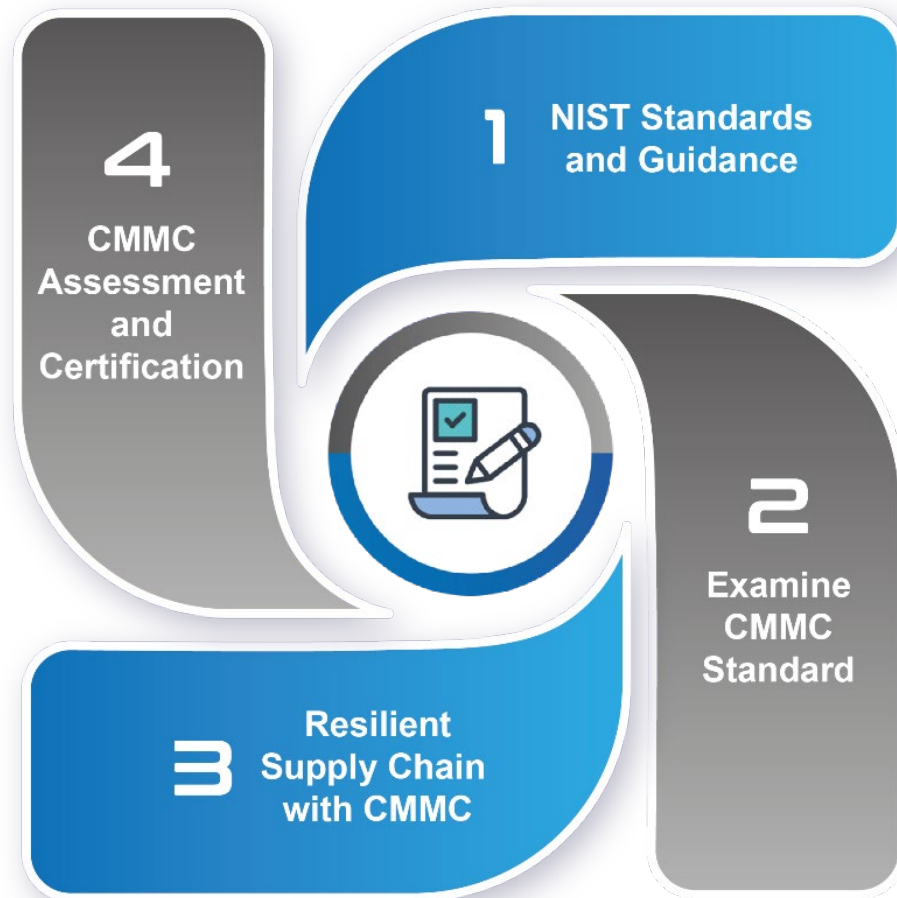 1
NIST Standards
and Guidance
2
Examine
CMMC
Standard
3
Resilient
Supply Chain
with CMMC
4
CMMC
Assessment
and
Certification